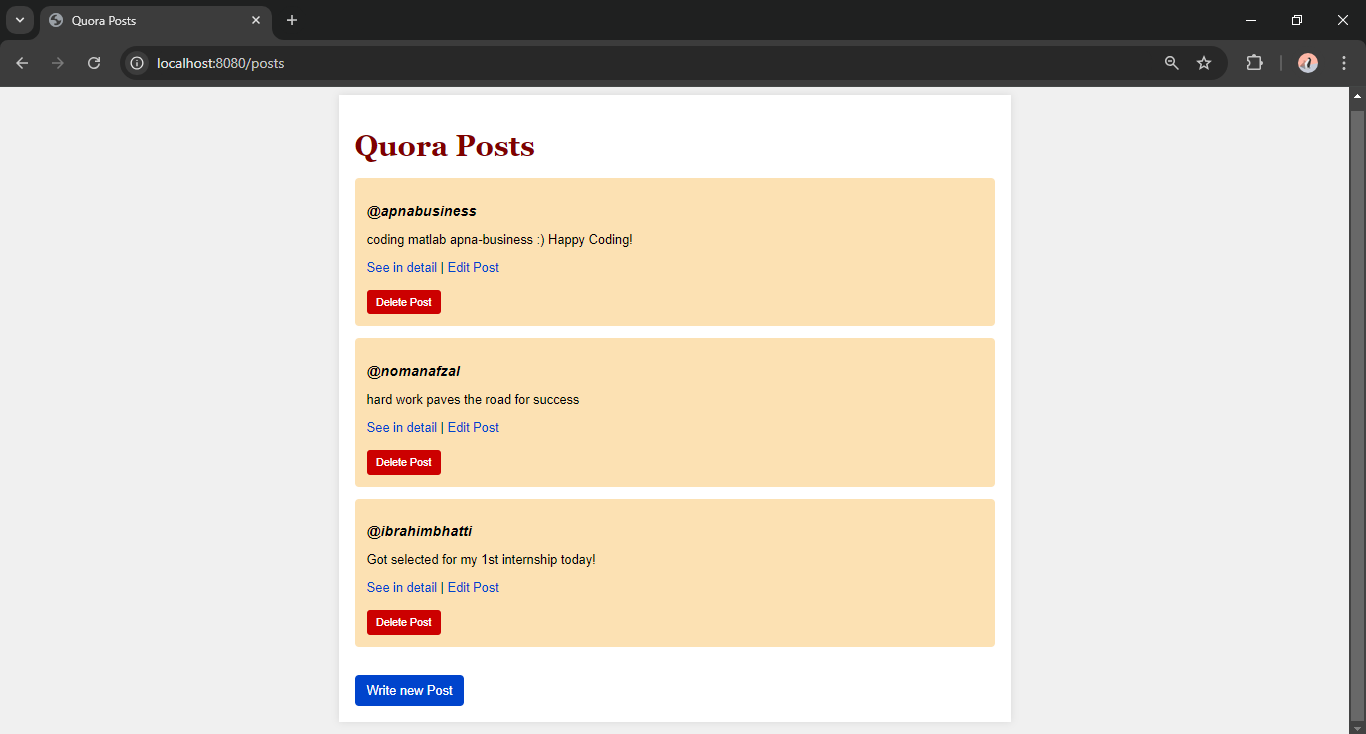 Quora Posts
localhost:8080/posts
Quora Posts
@apnabusiness
coding matlab apna-business :) Happy Coding!
See in detail | Edit Post
Delete Post
@nomanafzal
hard work paves the road for success
See in detail | Edit Post
Delete Post
@ibrahimbhatti
Got selected for my 1st internship today!
See in detail | Edit Post
Delete Post
Write new Post